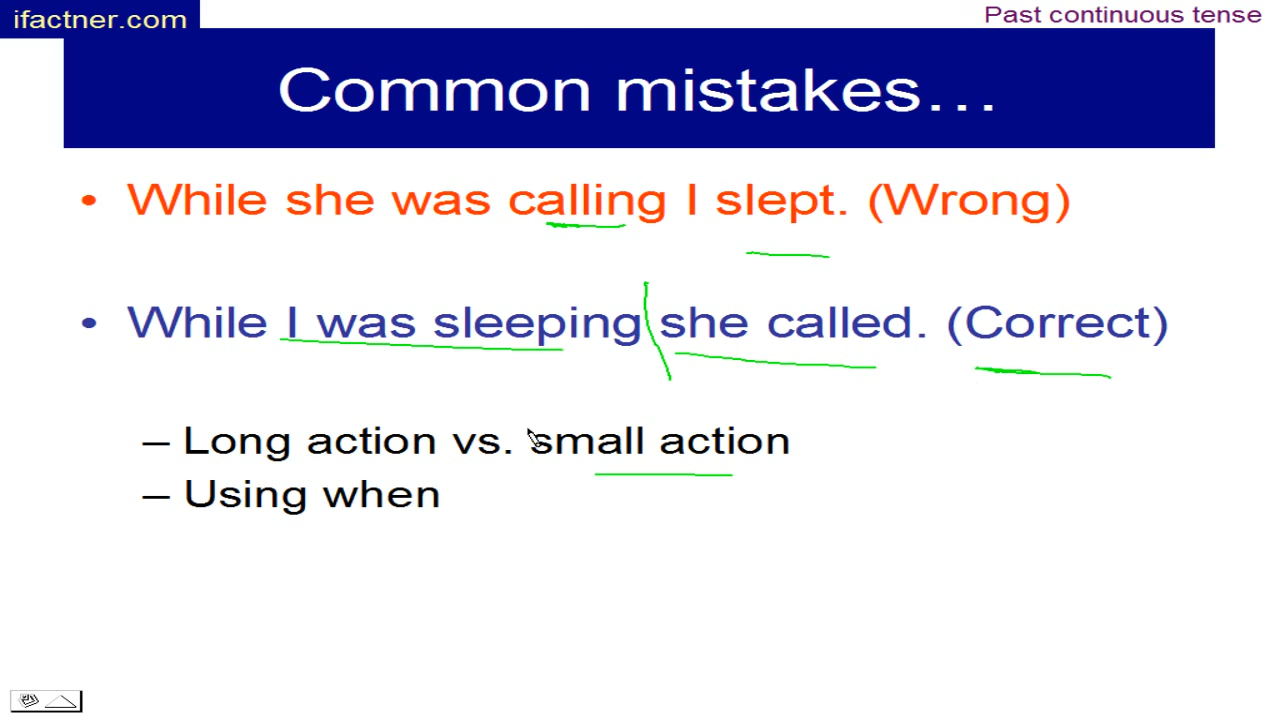 ifactner.com
Past continuous tense
Common mistakes…
• While she was calling I slept. (Wrong)
• While I was sleeping she called. (Correct)
– Long action vs. small action
– Using when